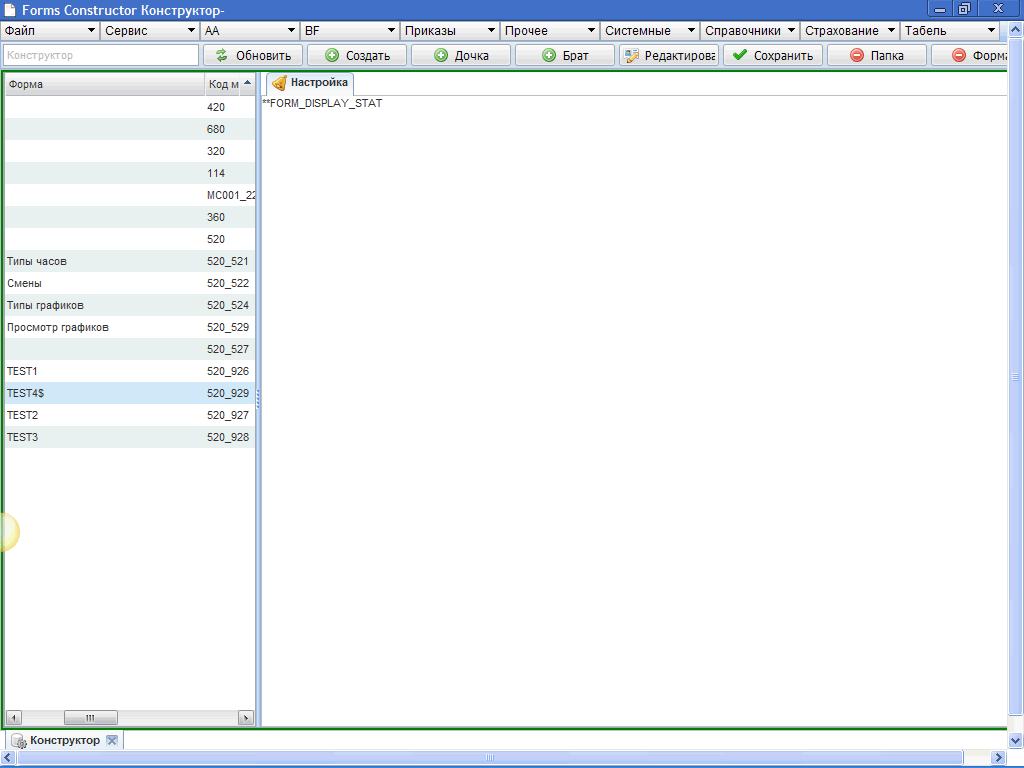 Forms Constructor Конструктор-
Файл Сервис AA BF Приказы Прочее Системные Справочники Страхование Табель
Конструктор Обновить Создать Дочка Брат Редактирова Сохранить Папка Форма
Форма Код м Настройка
**FORM_DISPLAY_STAT
420
680
320
114
MC001_22
360
520
Типы часов 520_521
Смены 520_522
Типы графиков 520_524
Просмотр графиков 520_529
520_527
TEST1 520_926
TEST4$ 520_929
TEST2 520_927
TEST3 520_928
Конструктор